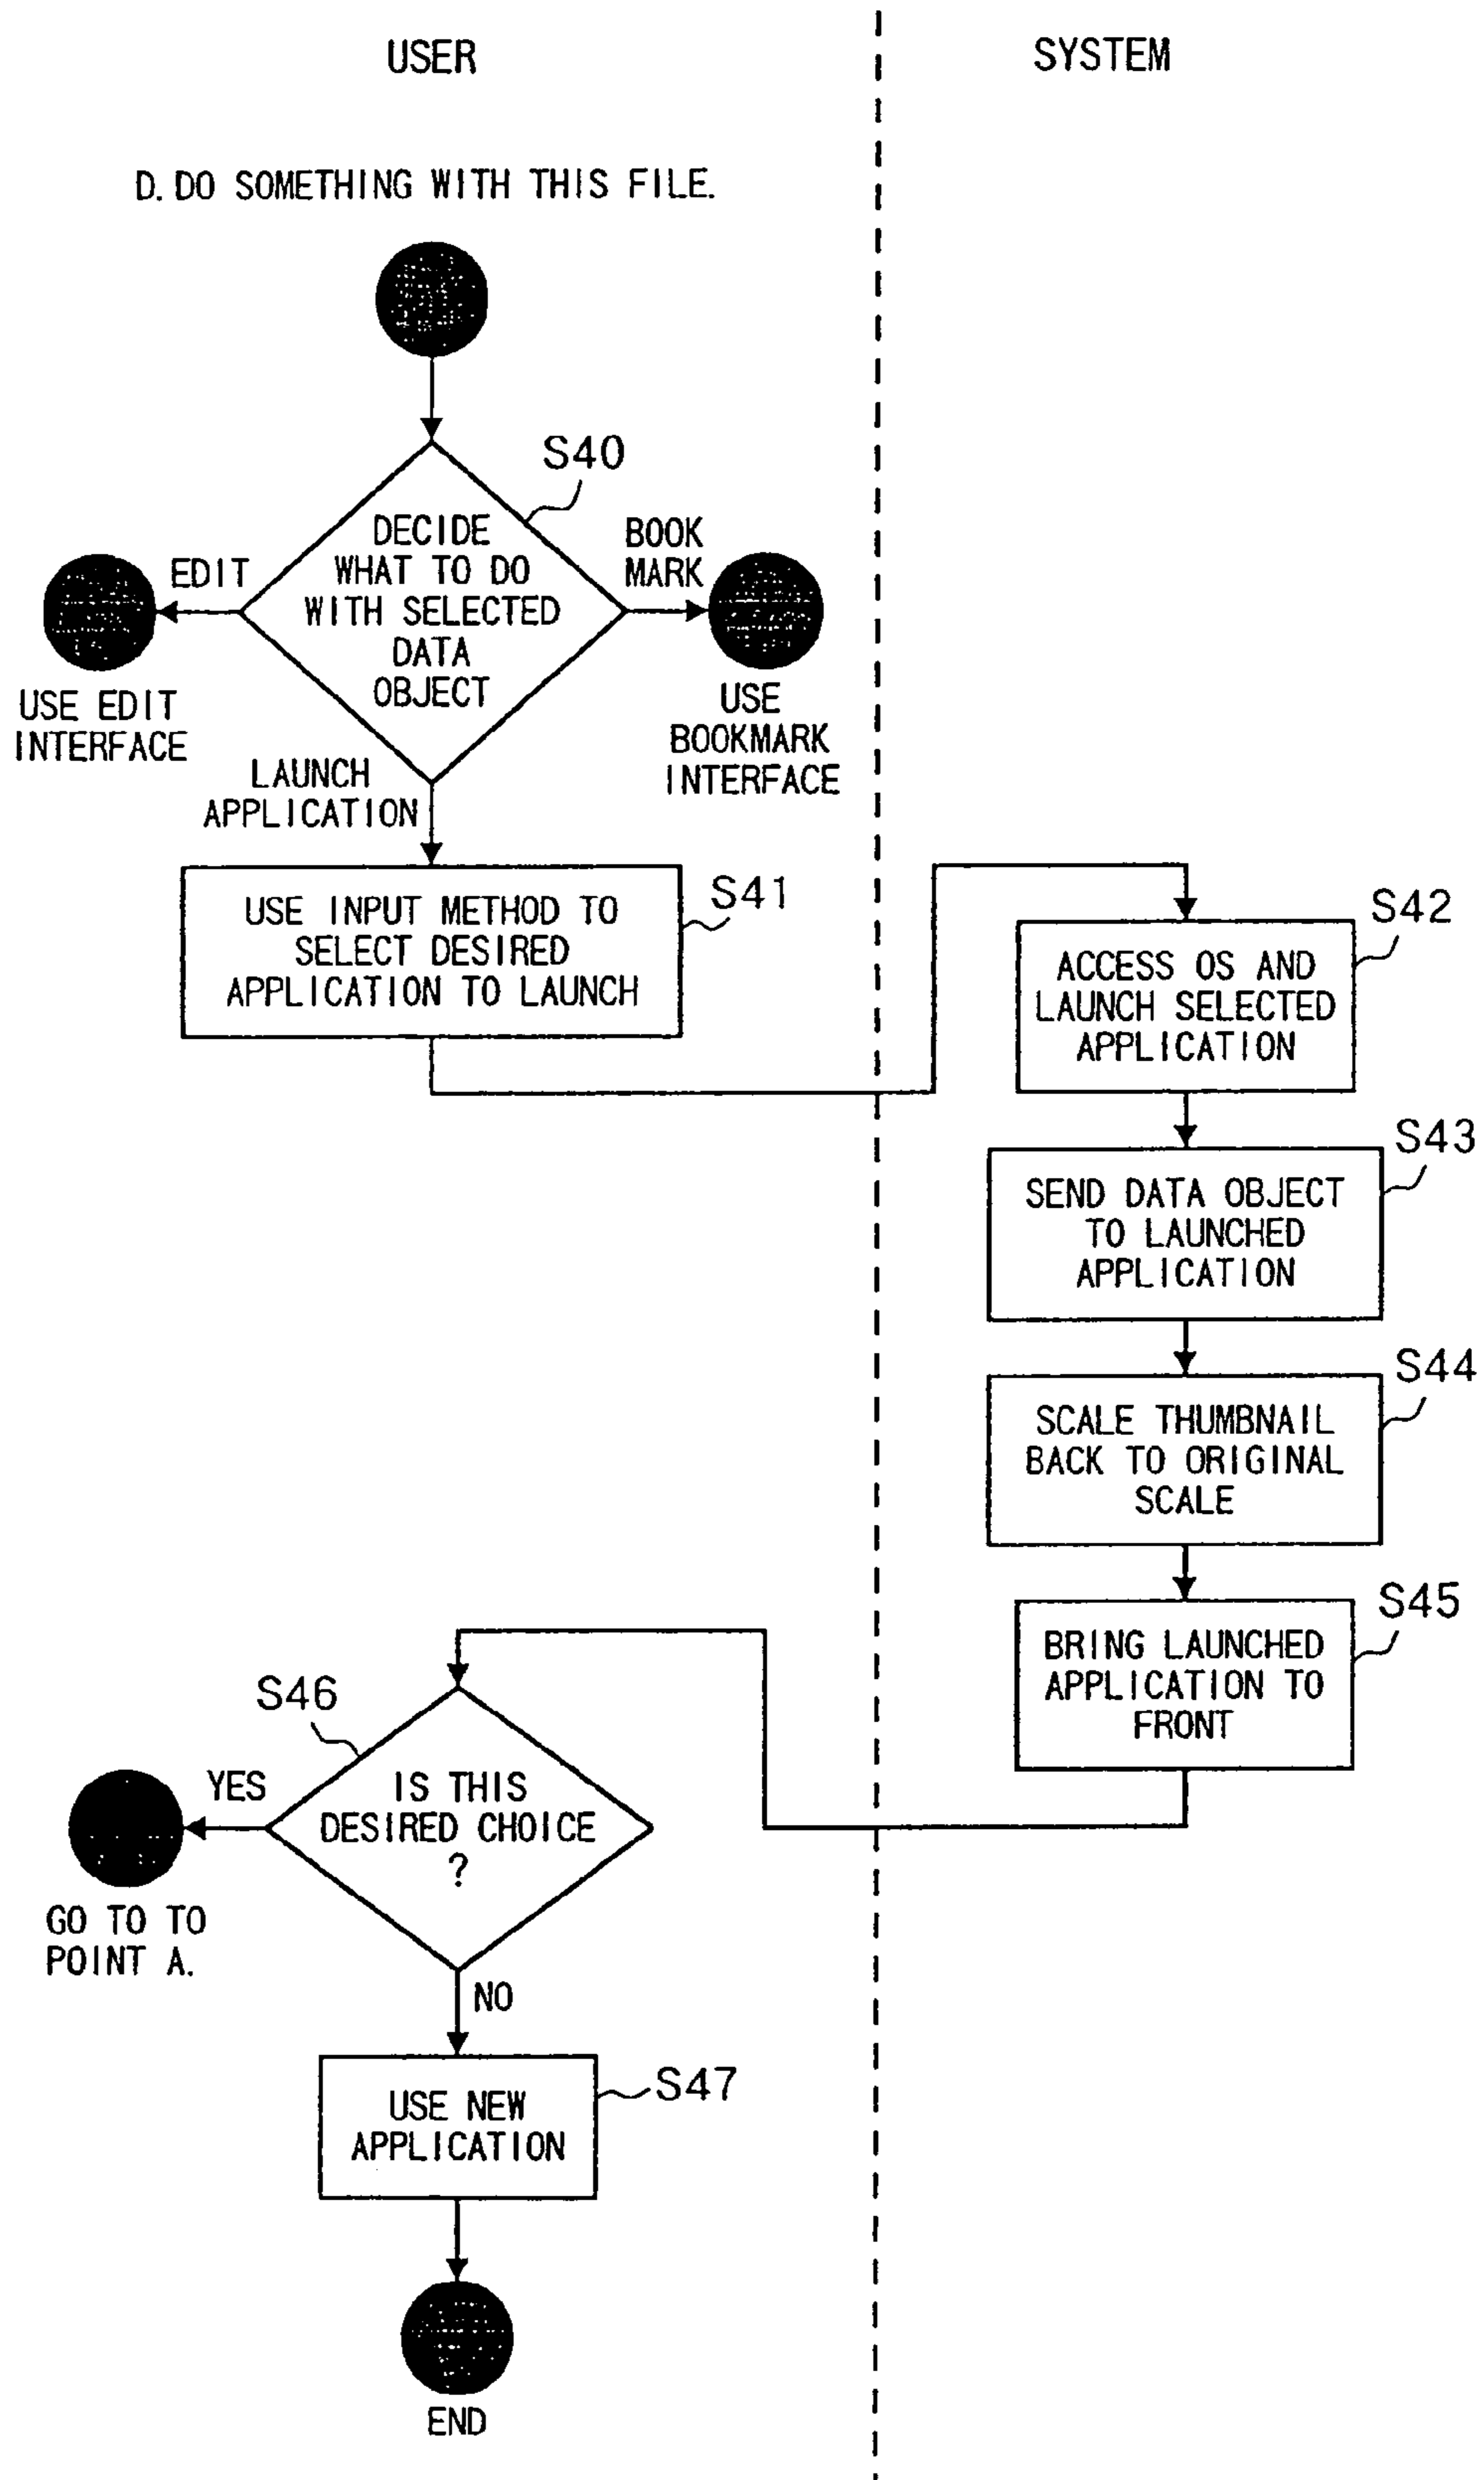 USER
SYSTEM
D. DO SOMETHING WITH THIS FILE.
S40
DECIDE
WHAT TO DO
WITH SELECTED
DATA
OBJECT
EDIT
USE EDIT
INTERFACE
BOOK
MARK
USE
BOOKMARK
INTERFACE
LAUNCH
APPLICATION
S41
USE INPUT METHOD TO
SELECT DESIRED
APPLICATION TO LAUNCH
S42
ACCESS OS AND
LAUNCH SELECTED
APPLICATION
S43
SEND DATA OBJECT
TO LAUNCHED
APPLICATION
S44
SCALE THUMBNAIL
BACK TO ORIGINAL
SCALE
S45
BRING LAUNCHED
APPLICATION TO
FRONT
S46
IS THIS
DESIRED CHOICE
?
YES
GO TO TO
POINT A.
NO
S47
USE NEW
APPLICATION
END